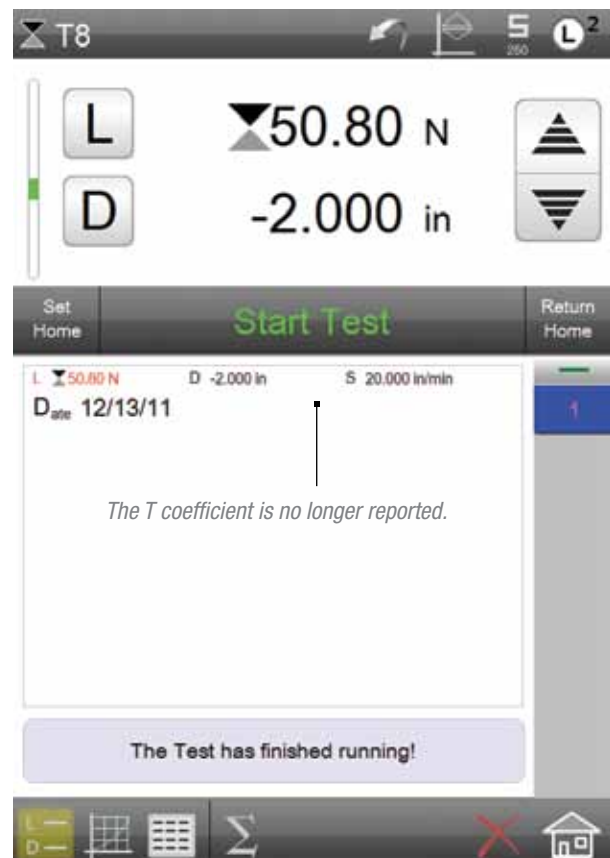 T8
S 250
L 2
L 50.80 N
D -2.000 in
Set Home
Start Test
Return Home
L 50.80 N D -2.000 in S 20.000 in/min
Date 12/13/11
1
The T coefficient is no longer reported.
The Test has finished running!
L
D
Σ